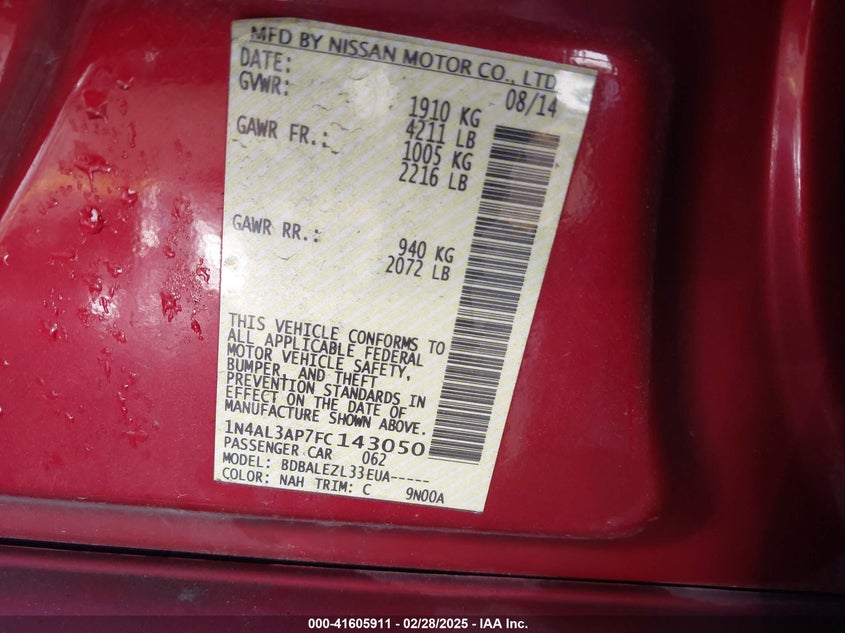 MFD BY NISSAN MOTOR CO., LTD
DATE: 08/14
GVWR: 1910 KG
4211 LB
GAWR FR.: 1005 KG
2216 LB
GAWR RR.: 940 KG
2072 LB
THIS VEHICLE CONFORMS TO
ALL APPLICABLE FEDERAL
MOTOR VEHICLE SAFETY,
BUMPER, AND THEFT
PREVENTION STANDARDS IN
EFFECT ON THE DATE OF
MANUFACTURE SHOWN ABOVE.
1N4AL3AP7FC143050
PASSENGER CAR 062
MODEL: BDBALEZL33EUA-----
COLOR: NAH TRIM: C 9N00A
000-41605911 - 02/28/2025 - IAA Inc.